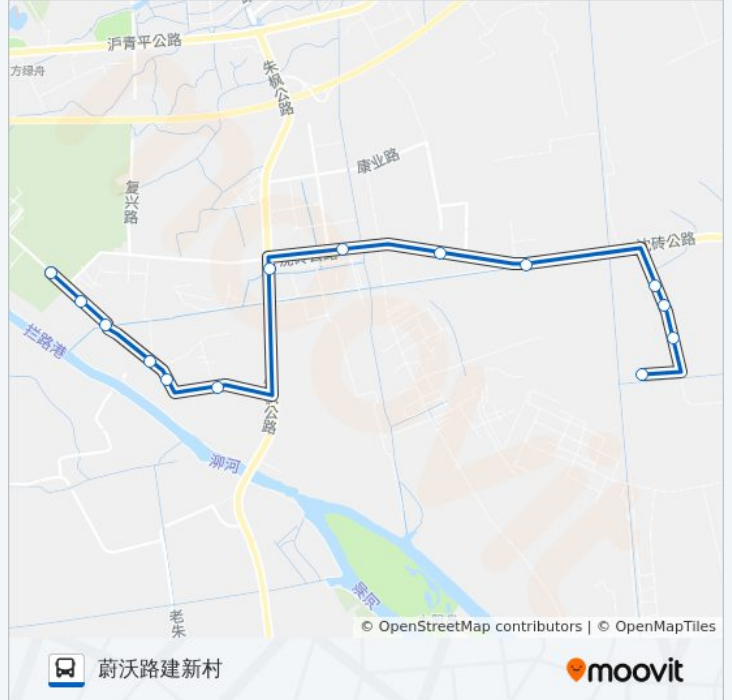 沪青平公路
方绿舟
朱枫公路
康业路
复兴路
沈砖公路
公路
拦路港
泖河
老朱
© OpenStreetMap contributors | © OpenMapTiles
蔚沃路建新村
moovit